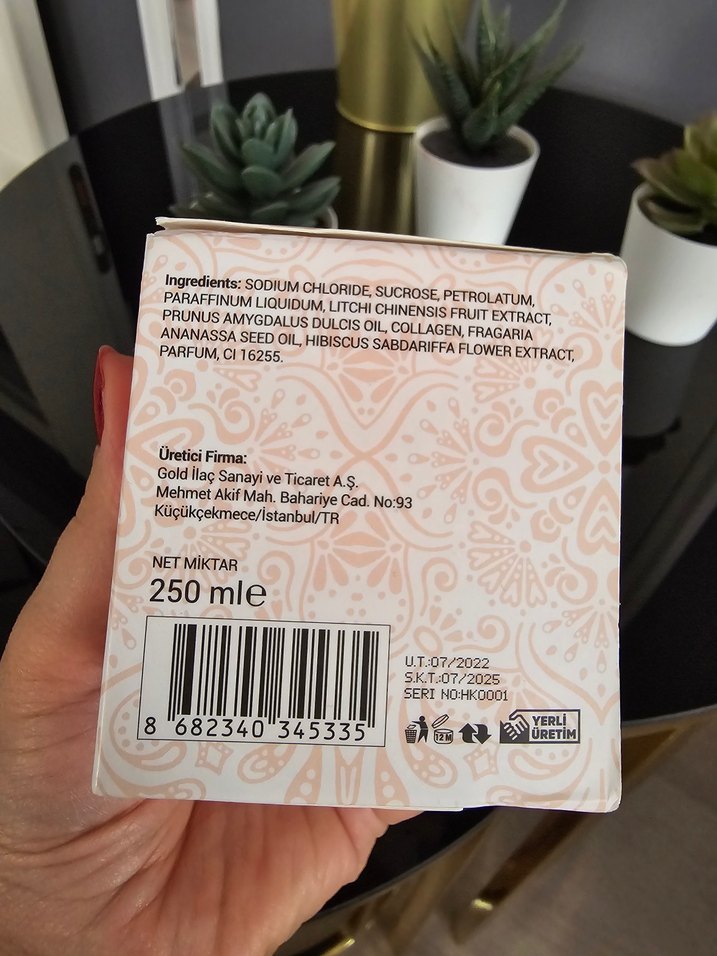 Ingredients: SODIUM CHLORIDE, SUCROSE, PETROLATUM,
PARAFFINUM LIQUIDUM, LITCHI CHINENSIS FRUIT EXTRACT,
PRUNUS AMYGDALUS DULCIS OIL, COLLAGEN, FRAGARIA
ANANASSA SEED OIL, HIBISCUS SABDARIFFA FLOWER EXTRACT,
PARFUM, CI 16255.
Üretici Firma:
Gold İlaç Sanayi ve Ticaret A.Ş.
Mehmet Akif Mah. Bahariye Cad. No:93
Küçükçekmece/İstanbul/TR
NET MİKTAR
250 ml℮
8 682340 345335
U.T.:07/2022
S.K.T.:07/2025
SERI NO:HK0001
12 M
YERLİ
ÜRETİM